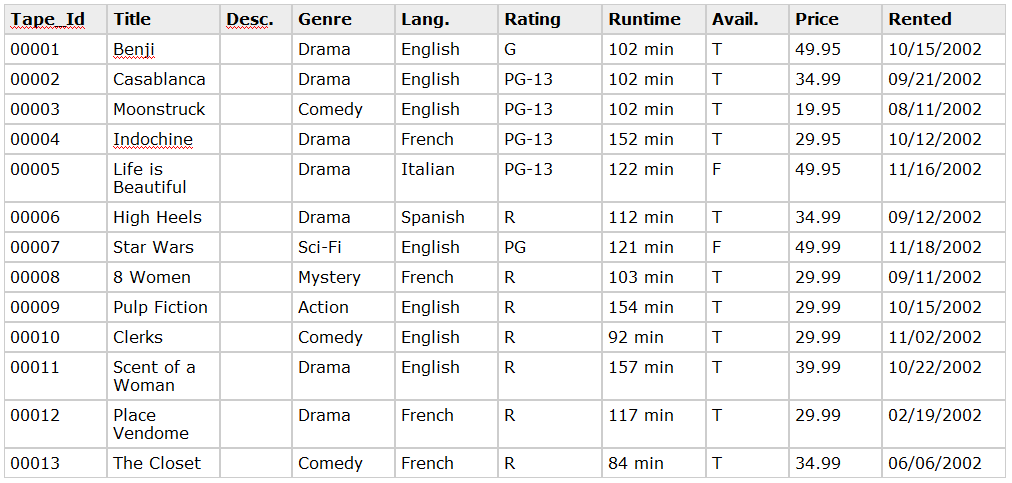 Tape_Id Title Desc. Genre Lang. Rating Runtime Avail. Price Rented
00001 Benji Drama English G 102 min T 49.95 10/15/2002
00002 Casablanca Drama English PG-13 102 min T 34.99 09/21/2002
00003 Moonstruck Comedy English PG-13 102 min T 19.95 08/11/2002
00004 Indochine Drama French PG-13 152 min T 29.95 10/12/2002
00005 Life is Drama Italian PG-13 122 min F 49.95 11/16/2002
Beautiful
00006 High Heels Drama Spanish R 112 min T 34.99 09/12/2002
00007 Star Wars Sci-Fi English PG 121 min F 49.99 11/18/2002
00008 8 Women Mystery French R 103 min T 29.99 09/11/2002
00009 Pulp Fiction Action English R 154 min T 29.99 10/15/2002
00010 Clerks Comedy English R 92 min T 29.99 11/02/2002
00011 Scent of a Drama English R 157 min T 39.99 10/22/2002
Woman
00012 Place Drama French R 117 min T 29.99 02/19/2002
Vendome
00013 The Closet Comedy French R 84 min T 34.99 06/06/2002